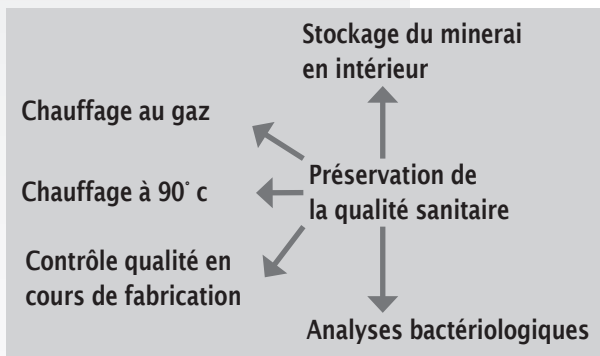 Stockage du minerai
en intérieur
Chauffage au gaz
Chauffage à 90° c
Préservation de
la qualité sanitaire
Contrôle qualité en
cours de fabrication
Analyses bactériologiques